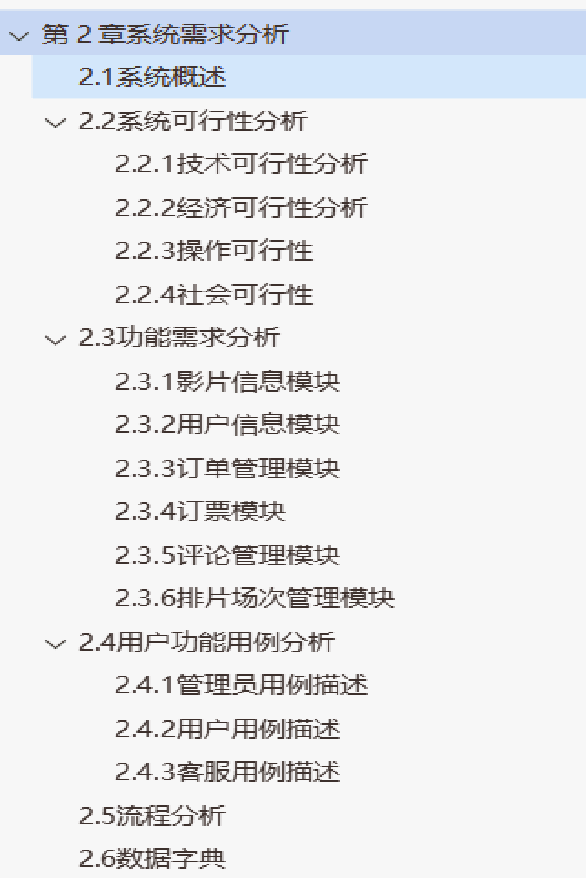 第 2 章系统需求分析
2.1系统概述
2.2系统可行性分析
2.2.1技术可行性分析
2.2.2经济可行性分析
2.2.3操作可行性
2.2.4社会可行性
2.3功能需求分析
2.3.1影片信息模块
2.3.2用户信息模块
2.3.3订单管理模块
2.3.4订票模块
2.3.5评论管理模块
2.3.6排片场次管理模块
2.4用户功能用例分析
2.4.1管理员用例描述
2.4.2用户用例描述
2.4.3客服用例描述
2.5流程分析
2.6数据字典